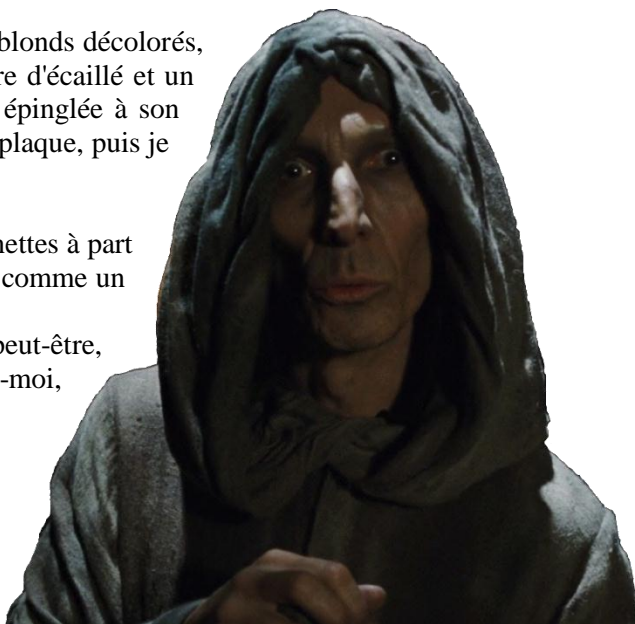 blonds décolorés,
re d'écaillé et un
épinglée à son
plaque, puis je
nettes à part
comme un
peut-être,
-moi,